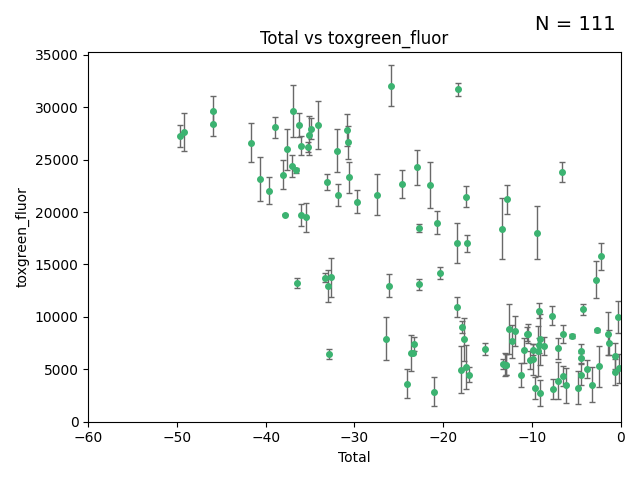 N = 111
Total vs toxgreen_fluor
35000
30000
25000
20000
15000
10000
5000
0
toxgreen_fluor
−60 −50 −40 −30 −20 −10 0
Total